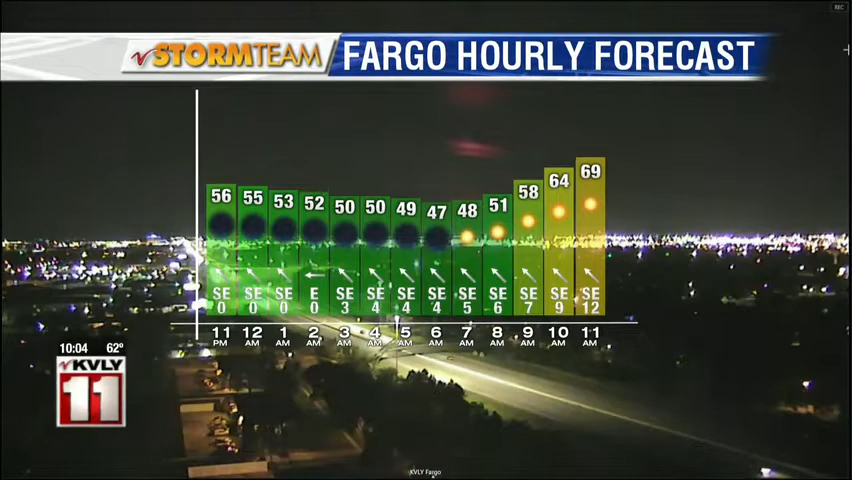 REC
STORMTEAM
FARGO HOURLY FORECAST
56 55 53 52 50 50 49 47 48 51 58 64 69
SE SE SE E SE SE SE SE SE SE SE SE SE
0 0 0 0 3 4 4 4 5 6 7 9 12
11 12 1 2 3 4 5 6 7 8 9 10 11
PM AM AM AM AM AM AM AM AM AM AM AM AM
10:04 62º
KVLY
11
KVLY Fargo